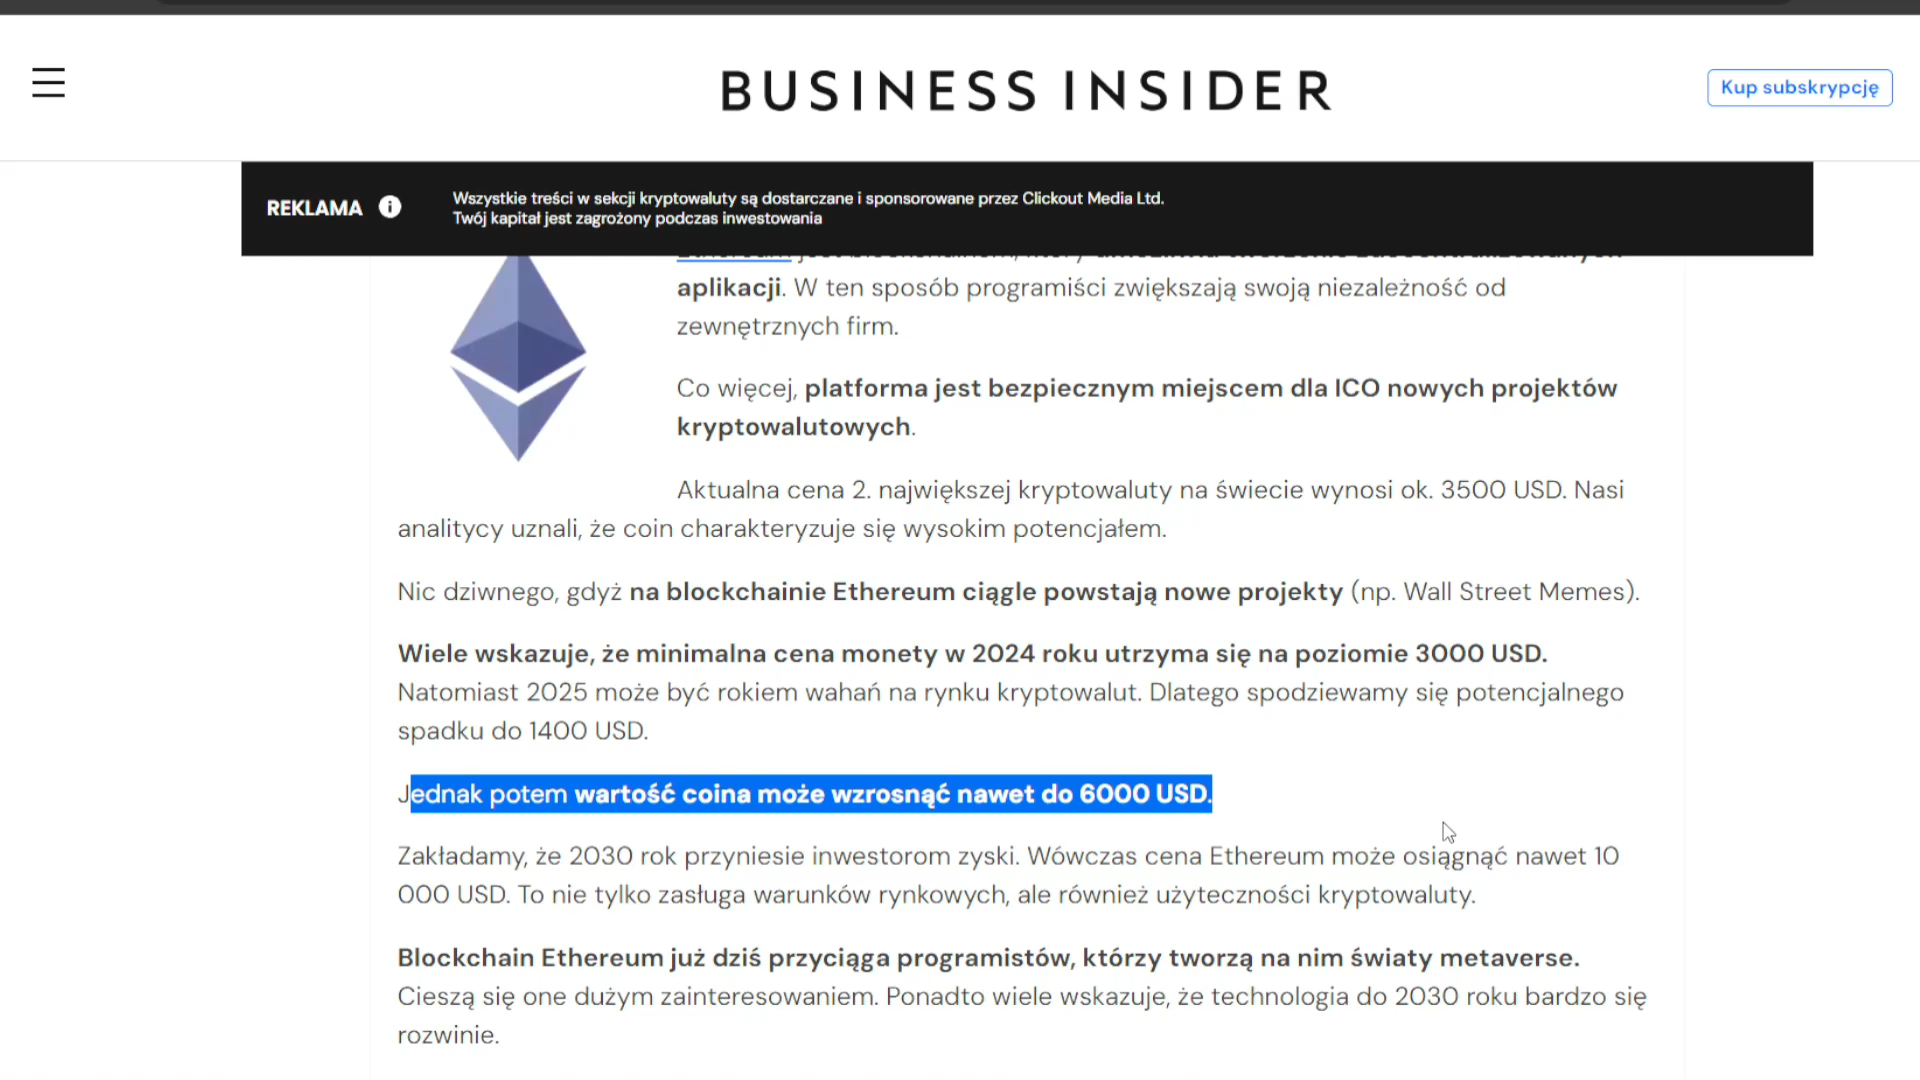 BUSINESS INSIDER
Kup subskrypcję
REKLAMA
Wszystkie treści w sekcji kryptowaluty są dostarczane i sponsorowane przez Clickout Media Ltd.
Twój kapitał jest zagrożony podczas inwestowania
aplikacji. W ten sposób programiści zwiększają swoją niezależność od
zewnętrznych firm.
Co więcej, platforma jest bezpiecznym miejscem dla ICO nowych projektów
kryptowalutowych.
Aktualna cena 2. największej kryptowaluty na świecie wynosi ok. 3500 USD. Nasi
analitycy uznali, że coin charakteryzuje się wysokim potencjałem.
Nic dziwnego, gdyż na blockchainie Ethereum ciągle powstają nowe projekty (np. Wall Street Memes).
Wiele wskazuje, że minimalna cena monety w 2024 roku utrzyma się na poziomie 3000 USD.
Natomiast 2025 może być rokiem wahań na rynku kryptowalut. Dlatego spodziewamy się potencjalnego
spadku do 1400 USD.
Jednak potem wartość coina może wzrosnąć nawet do 6000 USD.
Zakładamy, że 2030 rok przyniesie inwestorom zyski. Wówczas cena Ethereum może osiągnąć nawet 10
000 USD. To nie tylko zasługa warunków rynkowych, ale również użyteczności kryptowaluty.
Blockchain Ethereum już dziś przyciąga programistów, którzy tworzą na nim światy metaverse.
Cieszą się one dużym zainteresowaniem. Ponadto wiele wskazuje, że technologia do 2030 roku bardzo się
rozwinie.